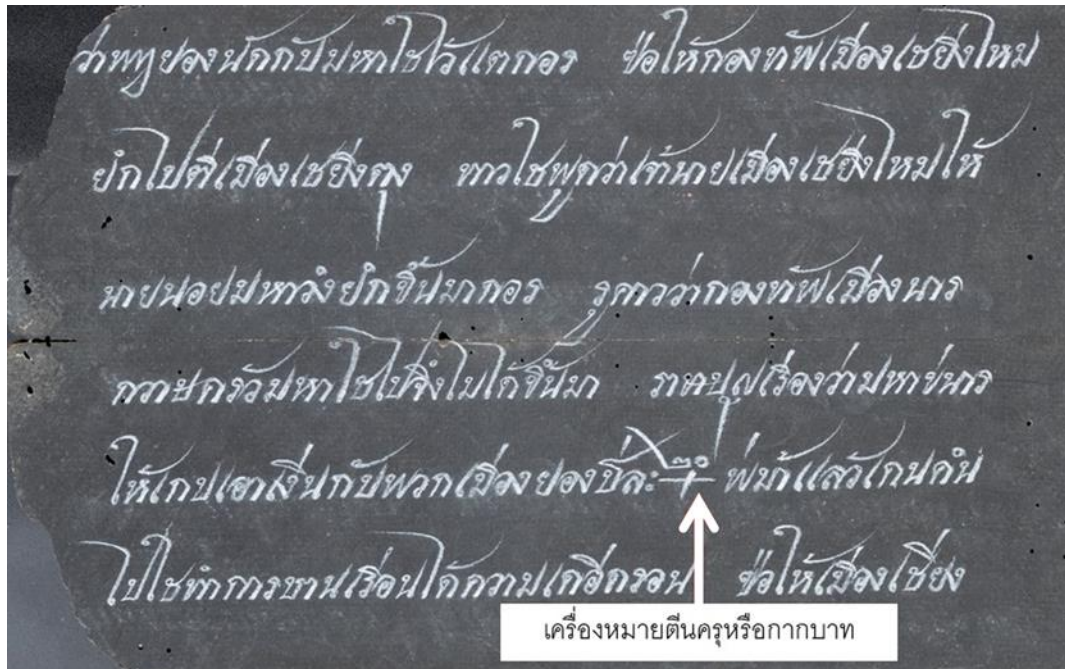 ว่าพญายองนักกับมหาไชไว้แตกอร ขอให้กองทัพเมืองเชยิงใหม
ยํกไปตีเมืองเชยิงตุง ทาวไชพูดว่าเจ้านายเมืองเชยิงใหมให้
นายนอยมหาวํงยํกขึ้นมากอร รูขาวว่ากองทัพเมืองนาร
กวาษครัวมหาไชไปจึ่งไมไดขึ้นมา ราชบุญเรืองว่ามหาขนาร
ให้เกบเอาเงินกับพวกเมืองยองปีละ ๒๐ พม้าแลวเกนคํน
ไปใชทำการษานเรือนไดความเดือดรอน ขอให้เมืองเชียง
เครื่องหมายตีนครุหรือกากบาท